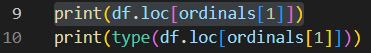 9 print(df.loc[ordinals[1]])
10 print(type(df.loc[ordinals[1]]))